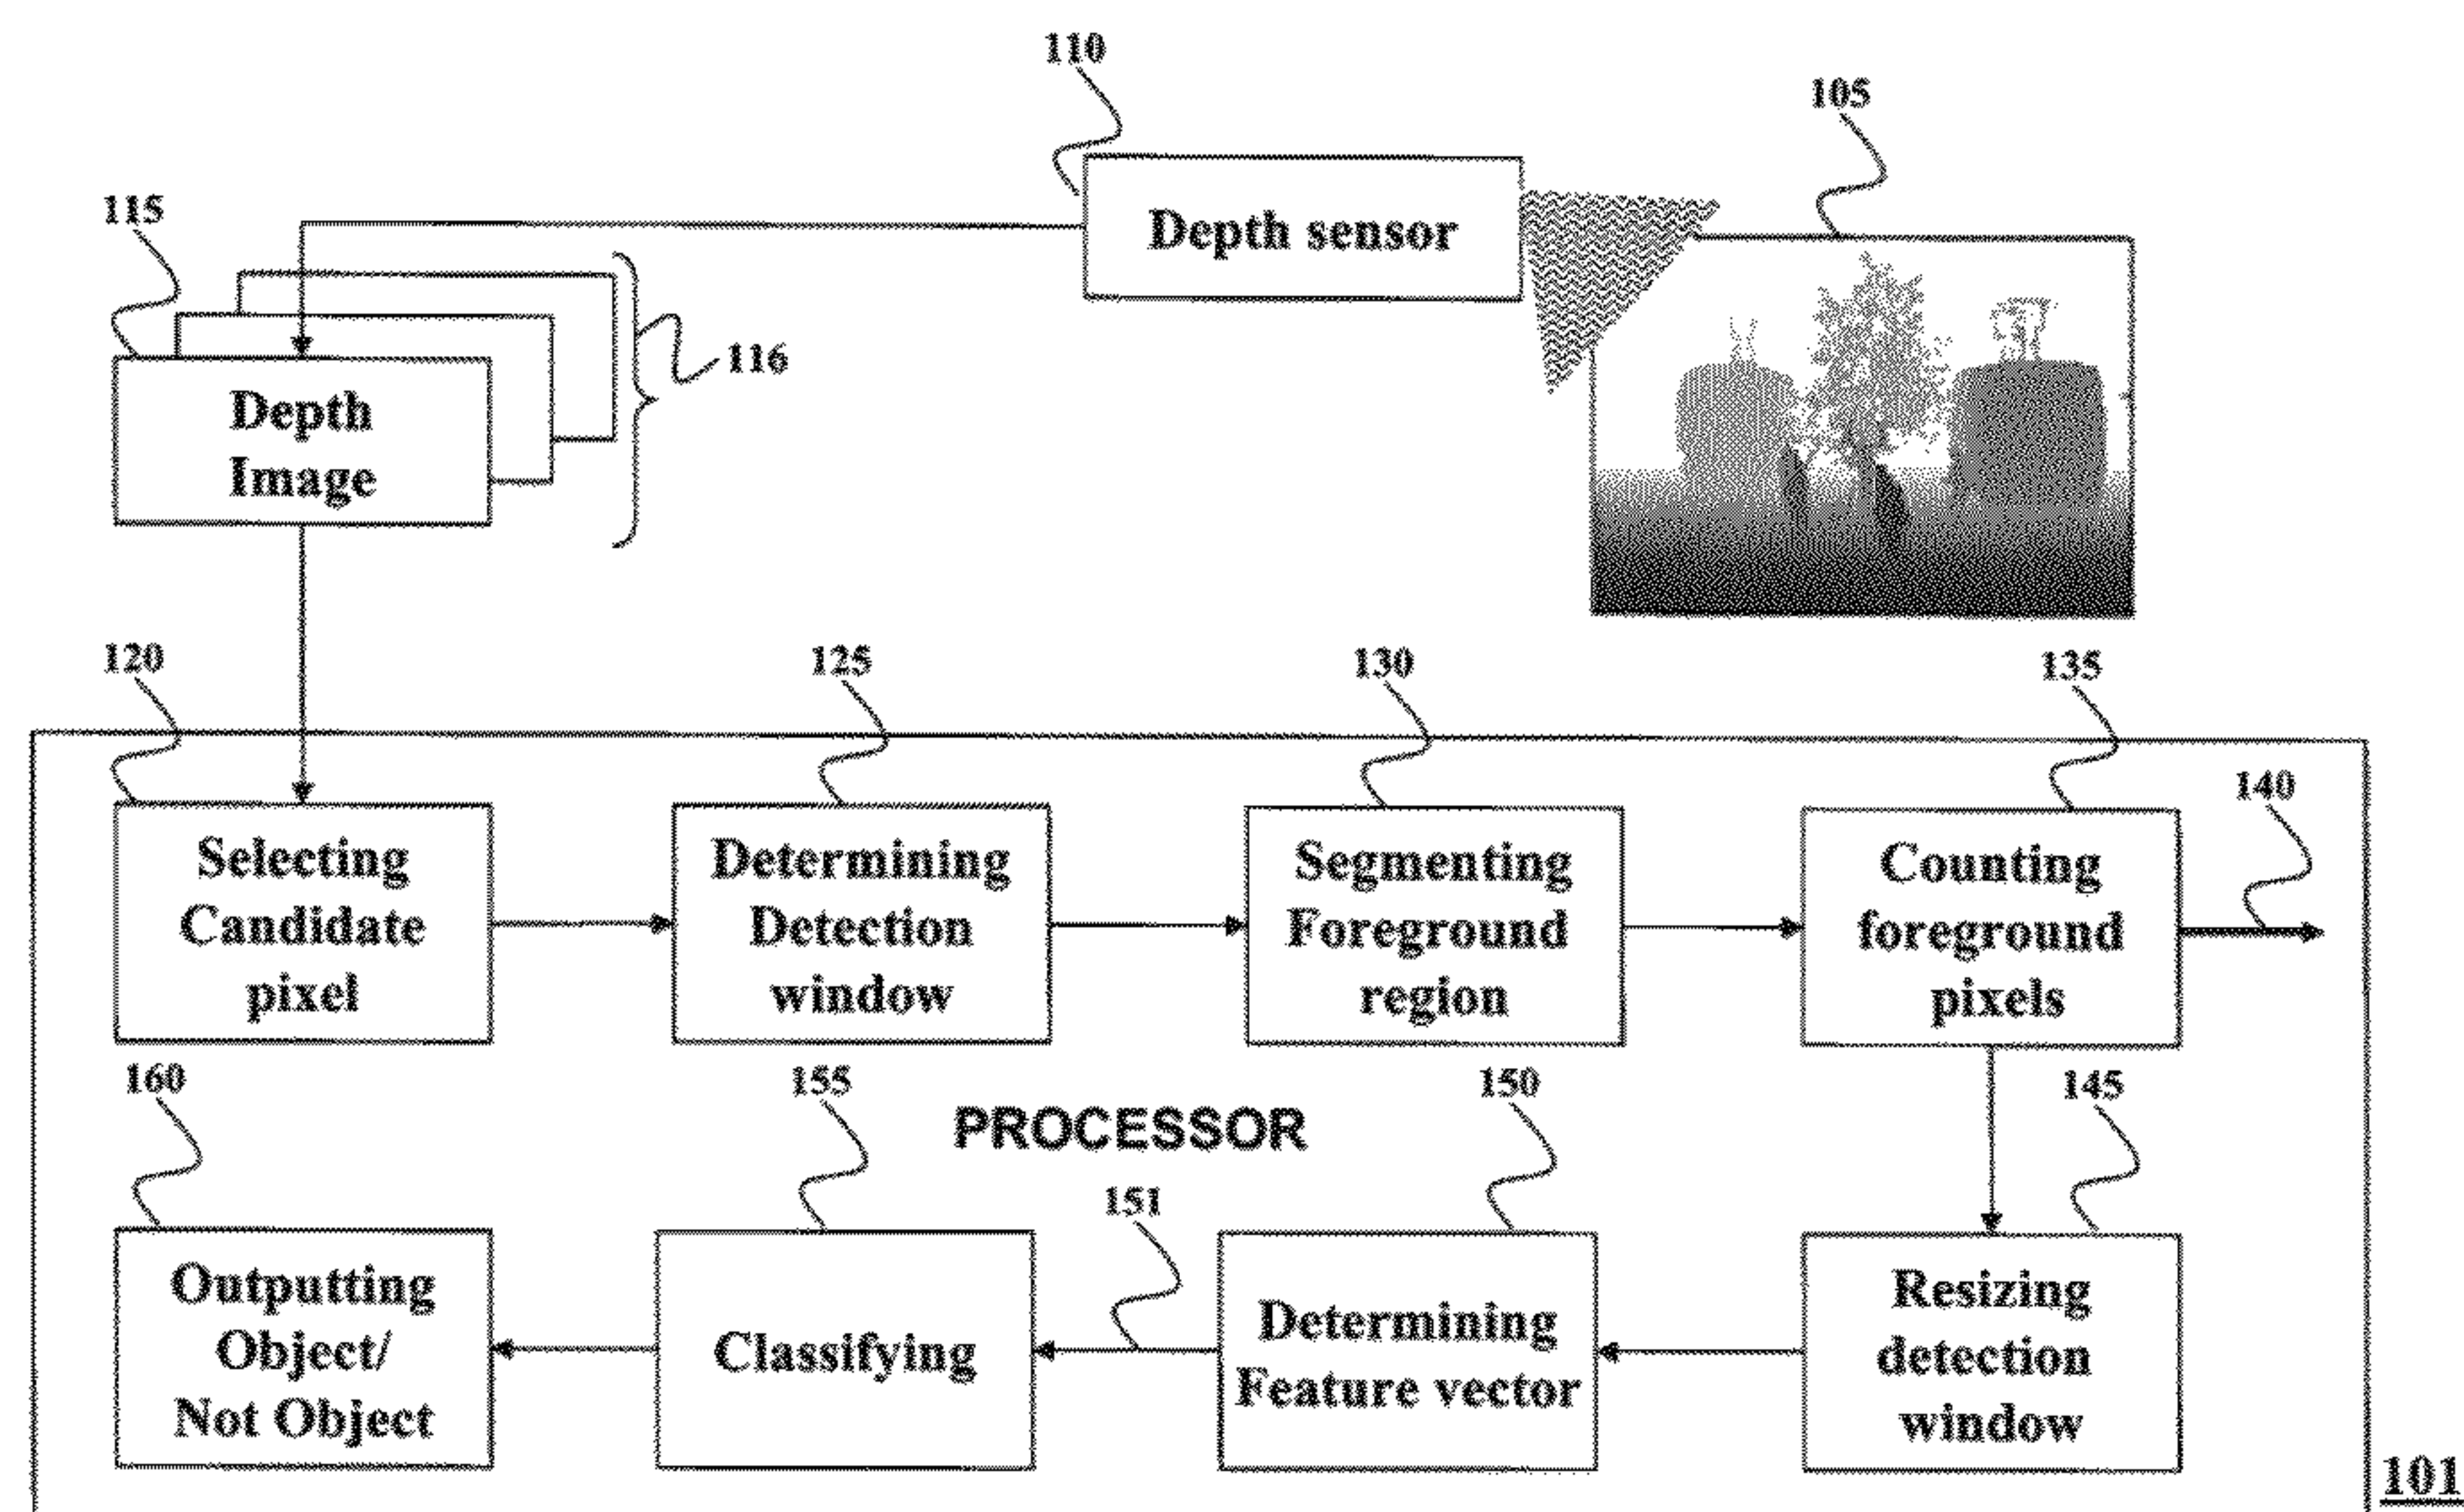 110
105
115
Depth sensor
116
Depth
Image
120
125
130
135
140
Selecting
Candidate
pixel
Determining
Detection
window
Segmenting
Foreground
region
Counting
foreground
pixels
160
155
PROCESSOR
150
145
151
Outputting
Object/
Not Object
Classifying
Determining
Feature vector
Resizing
detection
window
101